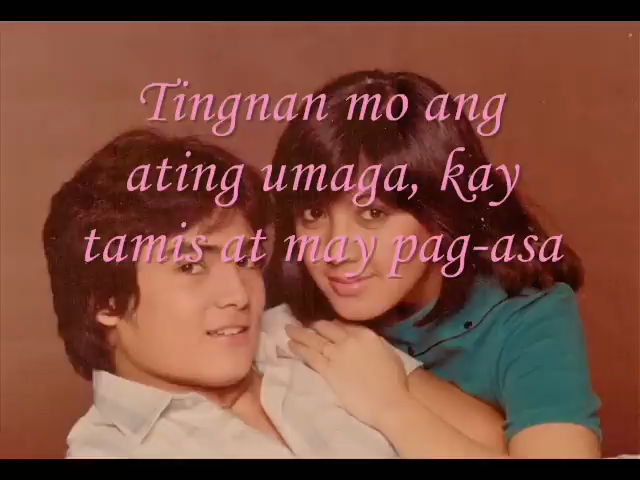 Tingnan mo ang
ating umaga, kay
tamis at may pag-asa